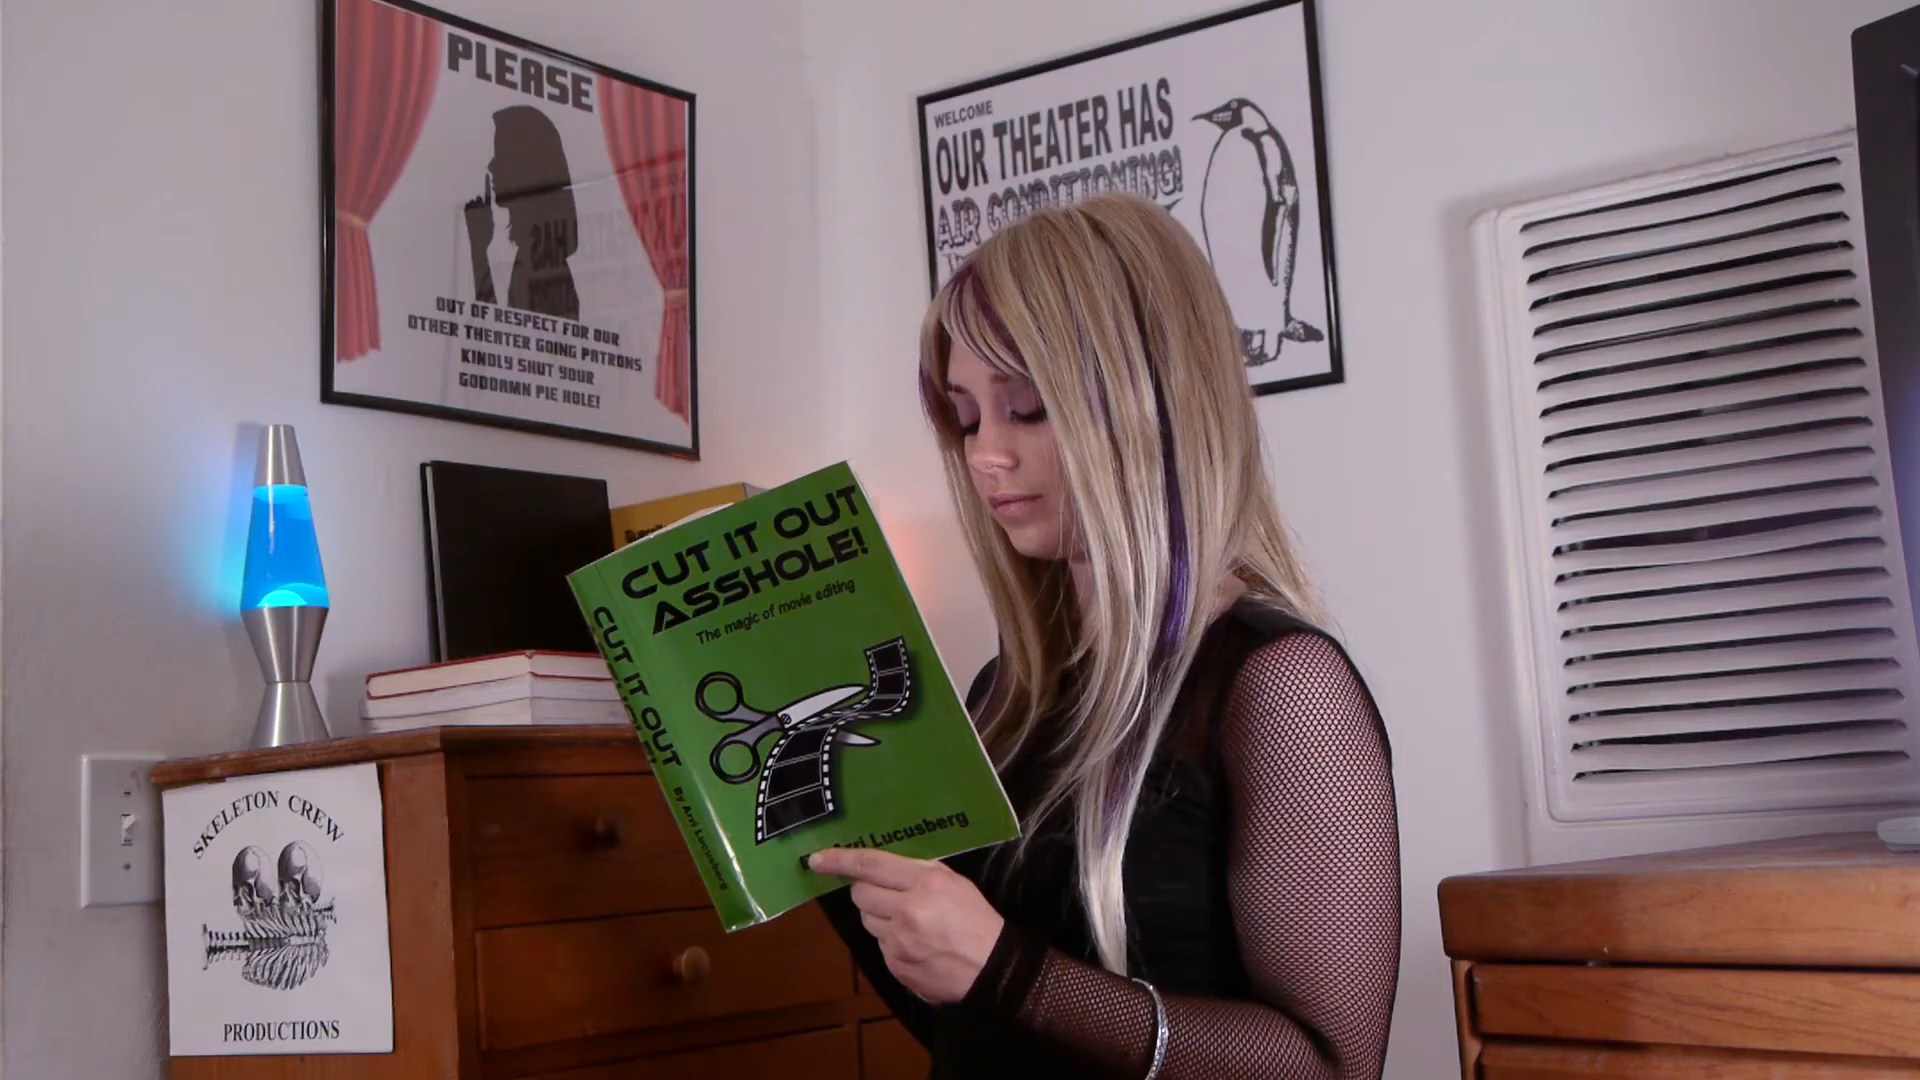 PLEASE
OUT OF RESPECT FOR OUR
OTHER THEATER GOING PATRONS
KINDLY SHUT YOUR
GODDAMN PIE HOLE!
WELCOME
OUR THEATER HAS
AIR CONDITIONING!
CUT IT OUT
ASSHOLE!
The magic of movie editing
Arri Lucusberg
CUT IT OUT
By Arri Lucusberg
SKELETON CREW
PRODUCTIONS